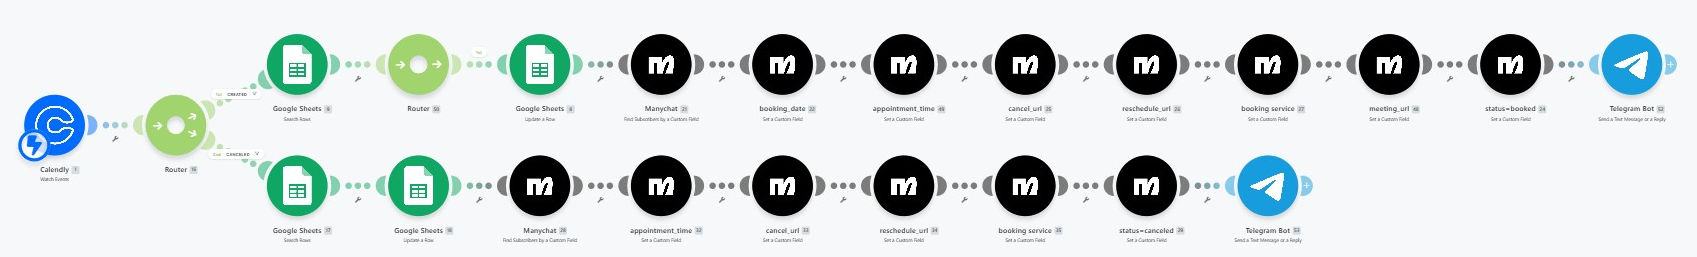 Calendly 1
Watch Events
Router 15
1st CREATED
2nd CANCELED
Google Sheets 6
Search Rows
Router 50
1st
Google Sheets 8
Update a Row
Manychat 21
Find Subscribers by a Custom Field
booking_date 22
Set a Custom Field
appointment_time 49
Set a Custom Field
cancel_url 25
Set a Custom Field
reschedule_url 26
Set a Custom Field
booking service 27
Set a Custom Field
meeting_url 48
Set a Custom Field
status=booked 24
Set a Custom Field
Telegram Bot 52
Send a Text Message or a Reply
Google Sheets 17
Search Rows
Google Sheets 18
Update a Row
Manychat 28
Find Subscribers by a Custom Field
appointment_time 32
Set a Custom Field
cancel_url 33
Set a Custom Field
reschedule_url 34
Set a Custom Field
booking service 35
Set a Custom Field
status=canceled 29
Set a Custom Field
Telegram Bot 53
Send a Text Message or a Reply